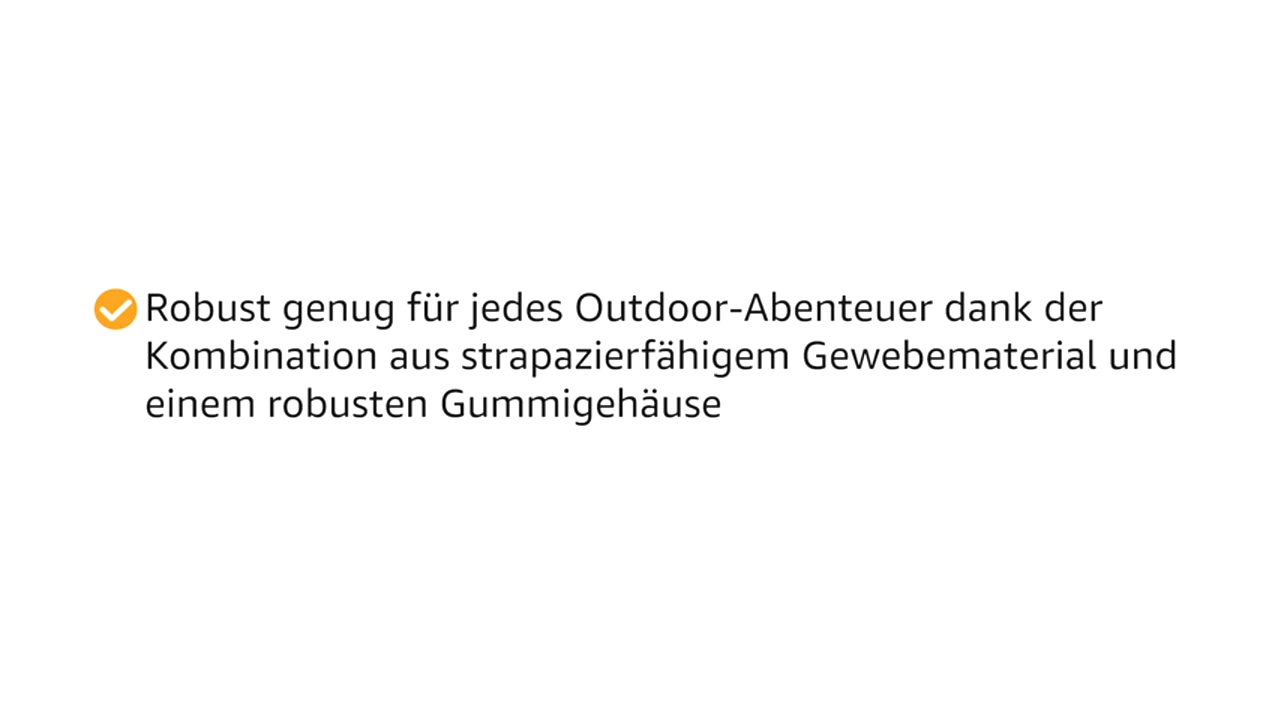 Robust genug für jedes Outdoor-Abenteuer dank der
Kombination aus strapazierfähigem Gewebematerial und
einem robusten Gummigehäuse